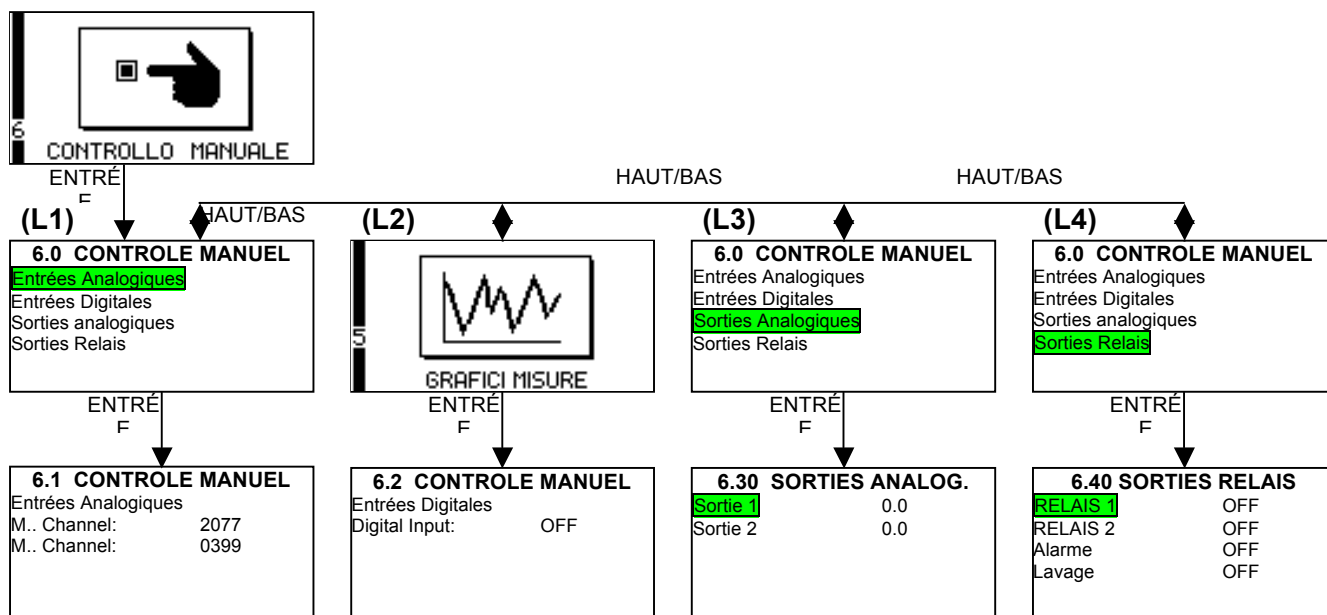 6
CONTROLLO MANUALE
ENTRÉ
E
HAUT/BAS
HAUT/BAS
(L1)
HAUT/BAS
(L2)
(L3)
(L4)
6.0 CONTROLE MANUEL
Entrées Analogiques
Entrées Digitales
Sorties analogiques
Sorties Relais
5
GRAFICI MISURE
6.0 CONTROLE MANUEL
Entrées Analogiques
Entrées Digitales
Sorties Analogiques
Sorties Relais
6.0 CONTROLE MANUEL
Entrées Analogiques
Entrées Digitales
Sorties analogiques
Sorties Relais
ENTRÉ
E
ENTRÉ
E
ENTRÉ
E
ENTRÉ
E
6.1 CONTROLE MANUEL
Entrées Analogiques
M.. Channel: 2077
M.. Channel: 0399
6.2 CONTROLE MANUEL
Entrées Digitales
Digital Input: OFF
6.30 SORTIES ANALOG.
Sortie 1 0.0
Sortie 2 0.0
6.40 SORTIES RELAIS
RELAIS 1 OFF
RELAIS 2 OFF
Alarme OFF
Lavage OFF